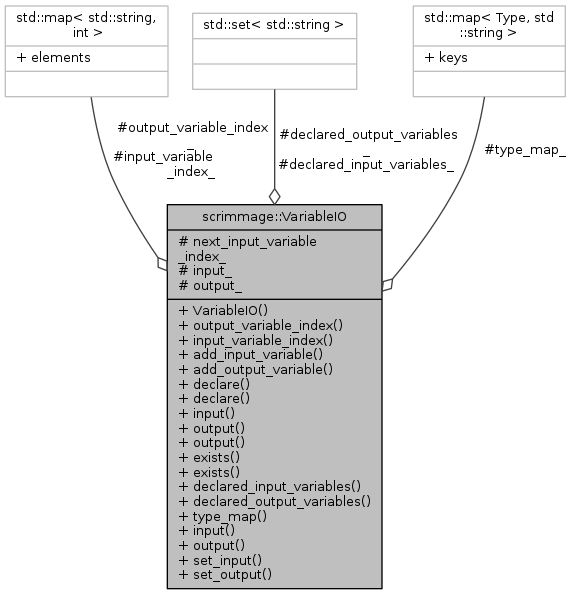 std::map< std::string,
int >
+ elements
std::set< std::string >
std::map< Type, std
::string >
+ keys
#output_variable_index
_
#input_variable
_index_
#declared_output_variables
_
#declared_input_variables_
#type_map_
scrimmage::VariableIO
# next_input_variable
_index_
# input_
# output_
+ VariableIO()
+ output_variable_index()
+ input_variable_index()
+ add_input_variable()
+ add_output_variable()
+ declare()
+ declare()
+ input()
+ output()
+ output()
+ exists()
+ exists()
+ declared_input_variables()
+ declared_output_variables()
+ type_map()
+ input()
+ output()
+ set_input()
+ set_output()